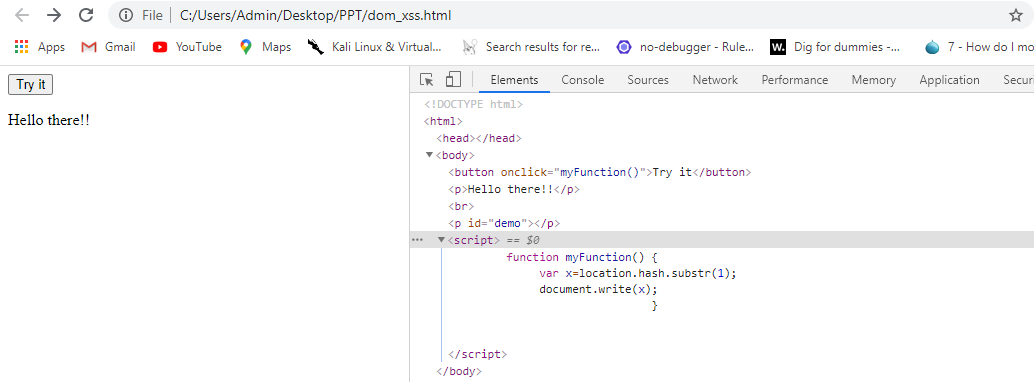 File C:/Users/Admin/Desktop/PPT/dom_xss.html
Apps Gmail YouTube Maps Kali Linux & Virtual... Search results for re... no-debugger - Rule... W. Dig for dummies -... 7 - How do I mo
Try it
Hello there!!
Elements Console Sources Network Performance Memory Application Secur
<!DOCTYPE html>
<html>
<head></head>
<body>
<button onclick="myFunction()">Try it</button>
<p>Hello there!!</p>
<br>
<p id="demo"></p>
... <script> == $0
function myFunction() {
var x=location.hash.substr(1);
document.write(x);
}
</script>
</body>